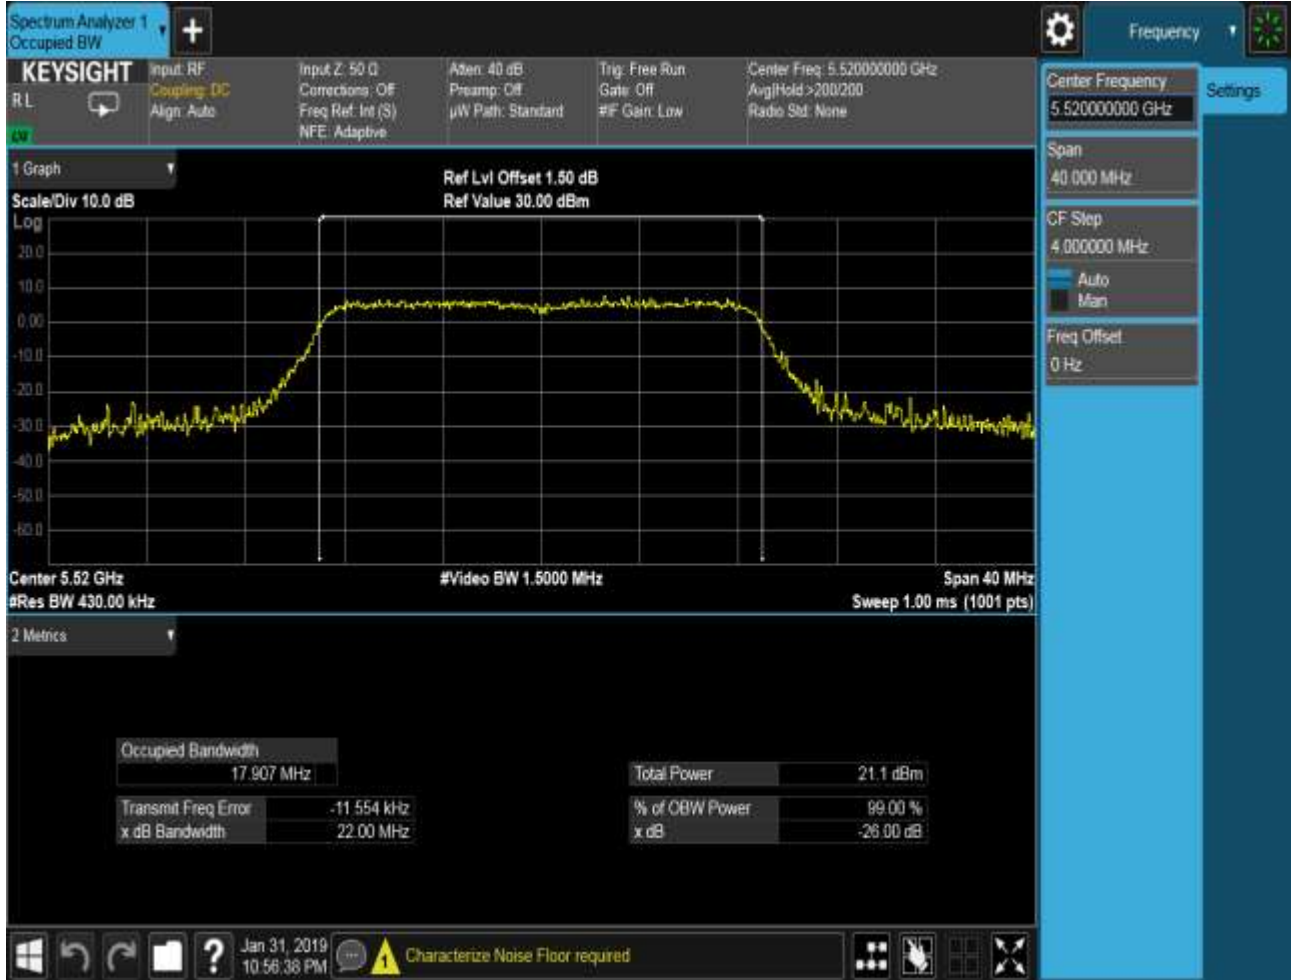 Spectrum Analyzer 1
Occupied BW
Frequency
KEYSIGHT
RL
LXI
Input: RF
Coupling: DC
Align: Auto
Input Z: 50 Ω
Corrections: Off
Freq Ref: Int (S)
NFE: Adaptive
Atten: 40 dB
Preamp: Off
µW Path: Standard
Trig: Free Run
Gate: Off
#IF Gain: Low
Center Freq: 5.520000000 GHz
Avg|Hold:>200/200
Radio Std: None
Center Frequency
5.520000000 GHz
Settings
Span
40.000 MHz
CF Step
4.000000 MHz
Auto
Man
Freq Offset
0 Hz
1 Graph
Scale/Div 10.0 dB
Ref Lvl Offset 1.50 dB
Ref Value 30.00 dBm
Log
20.0
10.0
0.00
-10.0
-20.0
-30.0
-40.0
-50.0
-60.0
Center 5.52 GHz
#Video BW 1.5000 MHz
Span 40 MHz
#Res BW 430.00 kHz
Sweep 1.00 ms (1001 pts)
2 Metrics
Occupied Bandwidth
17.907 MHz
Total Power 21.1 dBm
Transmit Freq Error -11.554 kHz
% of OBW Power 99.00 %
x dB Bandwidth 22.00 MHz
x dB -26.00 dB
Jan 31, 2019
10:56:38 PM
1
Characterize Noise Floor required